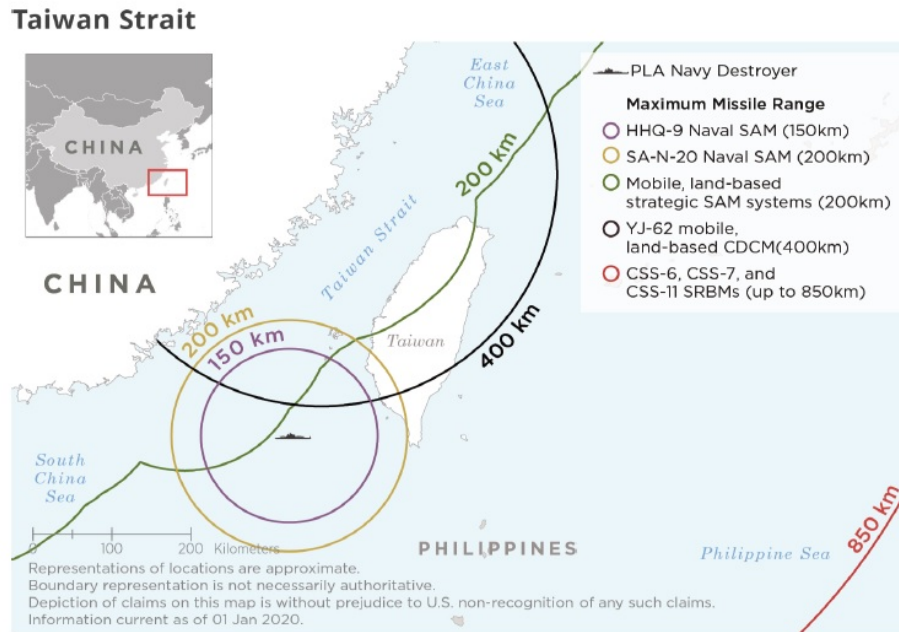 Taiwan Strait
CHINA
East
China
Sea
PLA Navy Destroyer
Maximum Missile Range
HHQ-9 Naval SAM (150km)
SA-N-20 Naval SAM (200km)
Mobile, land-based
strategic SAM systems (200km)
YJ-62 mobile,
land-based CDCM(400km)
CSS-6, CSS-7, and
CSS-11 SRBMs (up to 850km)
200 km
Taiwan Strait
CHINA
200 km
150 km
Taiwan
400 km
South
China
Sea
850 km
0 100 200 Kilometers
PHILIPPINES
Philippine Sea
Representations of locations are approximate.
Boundary representation is not necessarily authoritative.
Depiction of claims on this map is without prejudice to U.S. non-recognition of any such claims.
Information current as of 01 Jan 2020.